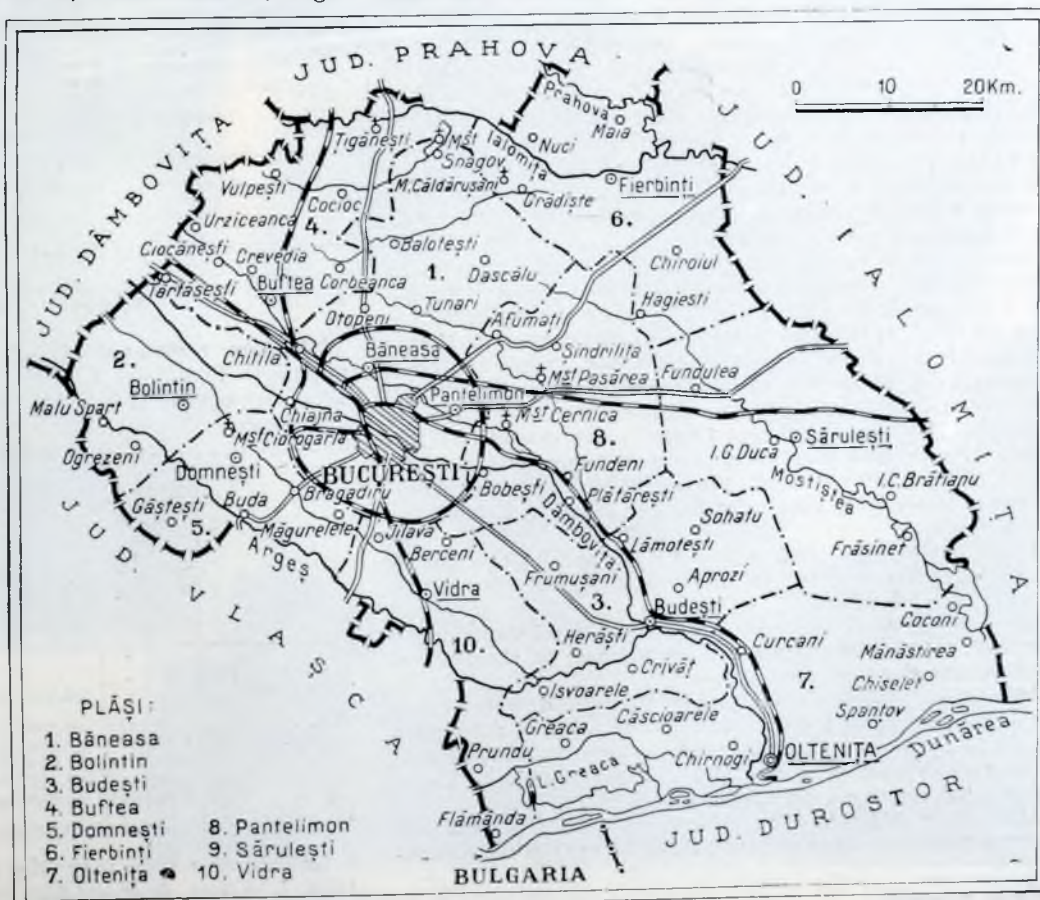 JUD. PRAHOVA
JUD. DÂMBOVIȚA
JUD. IALOMIȚA
0 10 20 Km.
Prahova
Maia
Țigănești
Mst Snagov
Ialomița
Nuci
M. Căldărușani
Fierbinți
Grădiște
Vulpești
Cocioc
4.
6.
Urziceanca
Balotești
Ciocănești
Crevedia
Corbeanca
1.
Dascălu
Chiroiul
Tărtășești
Buftea
Otopeni
Tunari
Hagiești
Afumați
Chitila
Băneasa
Șindrilița
2.
Mst Pasărea
Fundulea
Bolintin
Pantelimon
Malu Spart
Chiajna
Mst Cernica
8.
Mst Ciorogârla
Sărulești
Ogrezeni
I.G. Duca
Domnești
BUCUREȘTI
Fundeni
Mostiștea
I.C. Brătianu
Bobești
Plătărești
Găștești
Buda
Bragadiru
5.
Măgurelele
Jilava
Dâmbovița
Sohatu
Berceni
Lămotești
Frăsinet
Argeș
Frumușani
Aprozi
JUD. VLAȘCA
Vidra
3.
Budești
Coconi
10.
Herăști
Curcani
Mânăstirea
Crivăț
7.
Chiselet
Isvoarele
Spanțov
Greaca
Căscioarele
Prundu
Chirnogi
OLTENIȚA
Dunărea
L. Greaca
Flămânda
JUD. DUROSTOR
BULGARIA
PLĂȘI:
1. Băneasa
2. Bolintin
3. Budești
4. Buftea
5. Domnești
6. Fierbinți
7. Oltenița
8. Pantelimon
9. Sărulești
10. Vidra